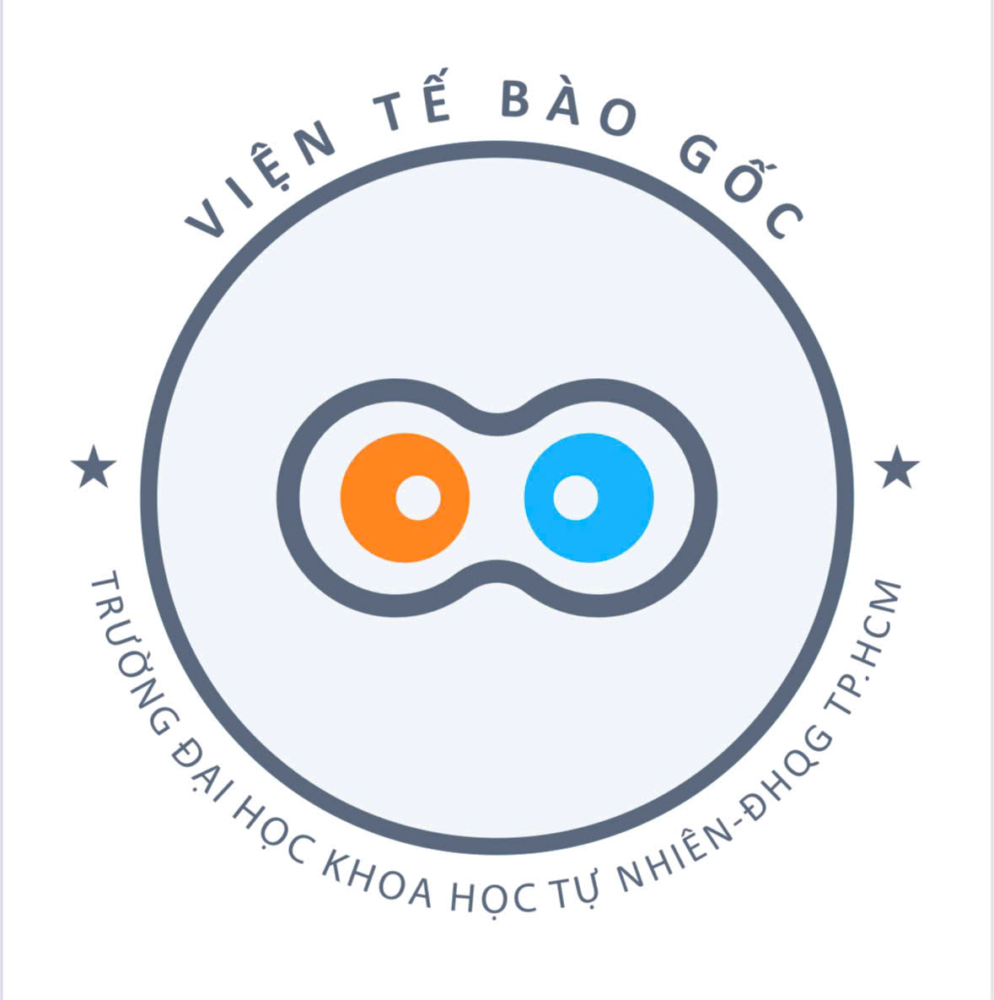 VIỆN TẾ BÀO GỐC
TRƯỜNG ĐẠI HỌC KHOA HỌC TỰ NHIÊN-ĐHQG TP.HCM